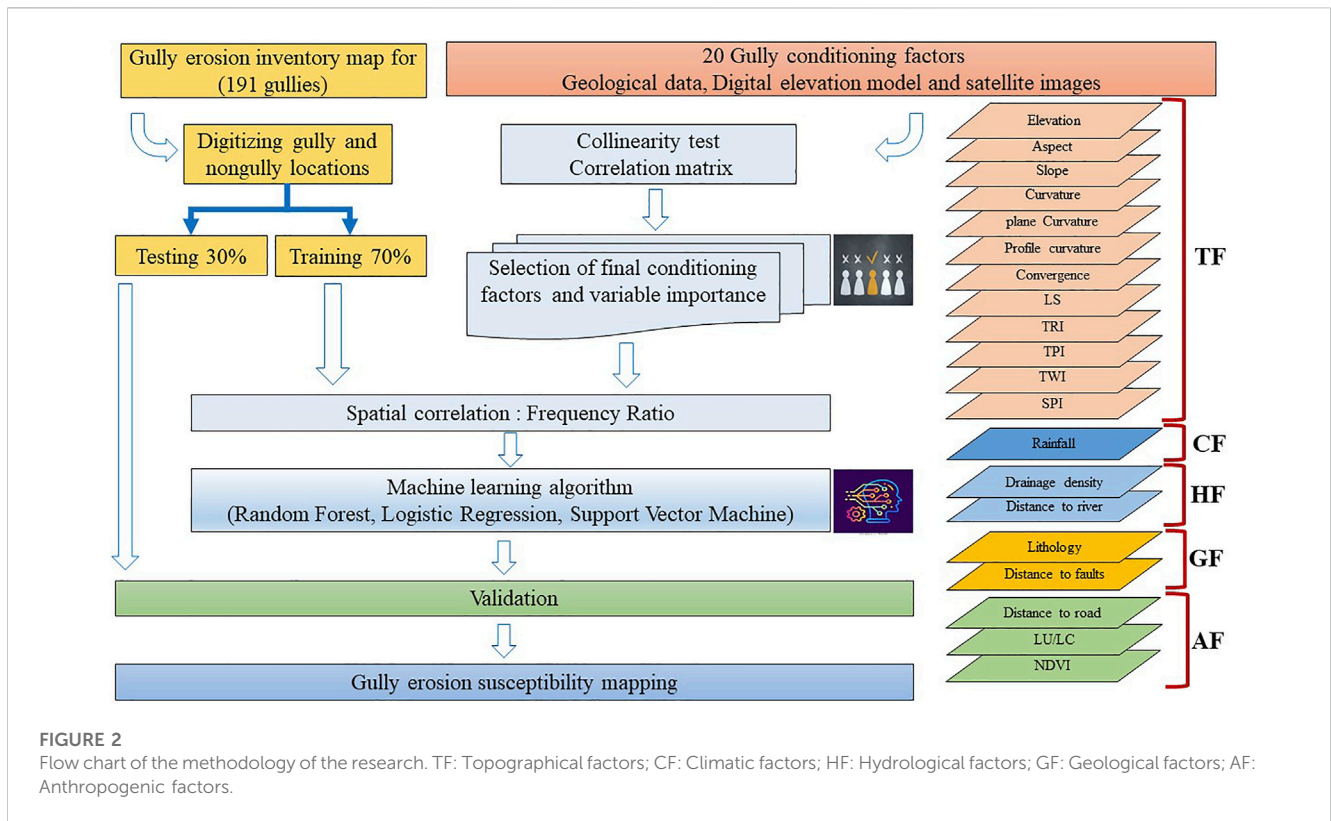 Gully erosion inventory map for
(191 gullies)
20 Gully conditioning factors
Geological data, Digital elevation model and satellite images
Digitizing gully and
nongully locations
Testing 30%
Training 70%
Collinearity test
Correlation matrix
Selection of final conditioning
factors and variable importance
Spatial correlation : Frequency Ratio
Machine learning algorithm
(Random Forest, Logistic Regression, Support Vector Machine)
Validation
Gully erosion susceptibility mapping
Elevation
Aspect
Slope
Curvature
plane Curvature
Profile curvature
Convergence
LS
TRI
TPI
TWI
SPI
TF
Rainfall
CF
Drainage density
Distance to river
HF
Lithology
Distance to faults
GF
Distance to road
LU/LC
NDVI
AF
FIGURE 2
Flow chart of the methodology of the research. TF: Topographical factors; CF: Climatic factors; HF: Hydrological factors; GF: Geological factors; AF:
Anthropogenic factors.